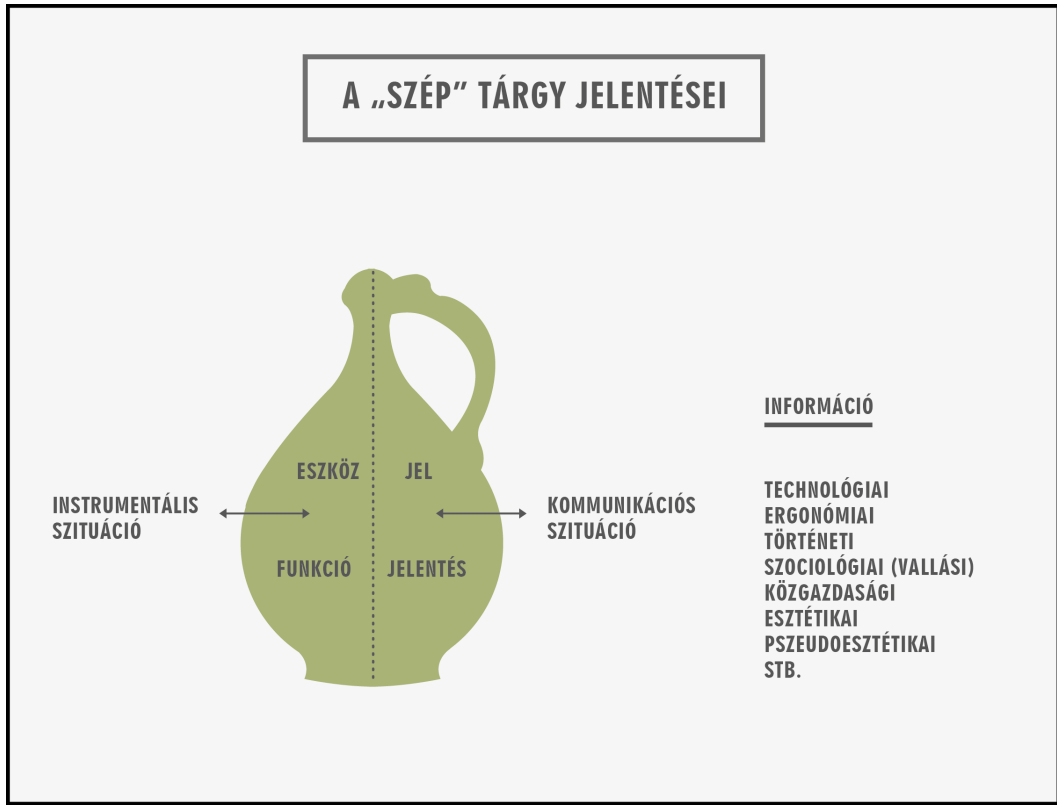 A „SZÉP” TÁRGY JELENTÉSEI
ESZKÖZ
JEL
INSTRUMENTÁLIS
SZITUÁCIÓ
KOMMUNIKÁCIÓS
SZITUÁCIÓ
FUNKCIÓ
JELENTÉS
INFORMÁCIÓ
TECHNOLÓGIAI
ERGONÓMIAI
TÖRTÉNETI
SZOCIOLÓGIAI (VALLÁSI)
KÖZGAZDASÁGI
ESZTÉTIKAI
PSZEUDOESZTÉTIKAI
STB.